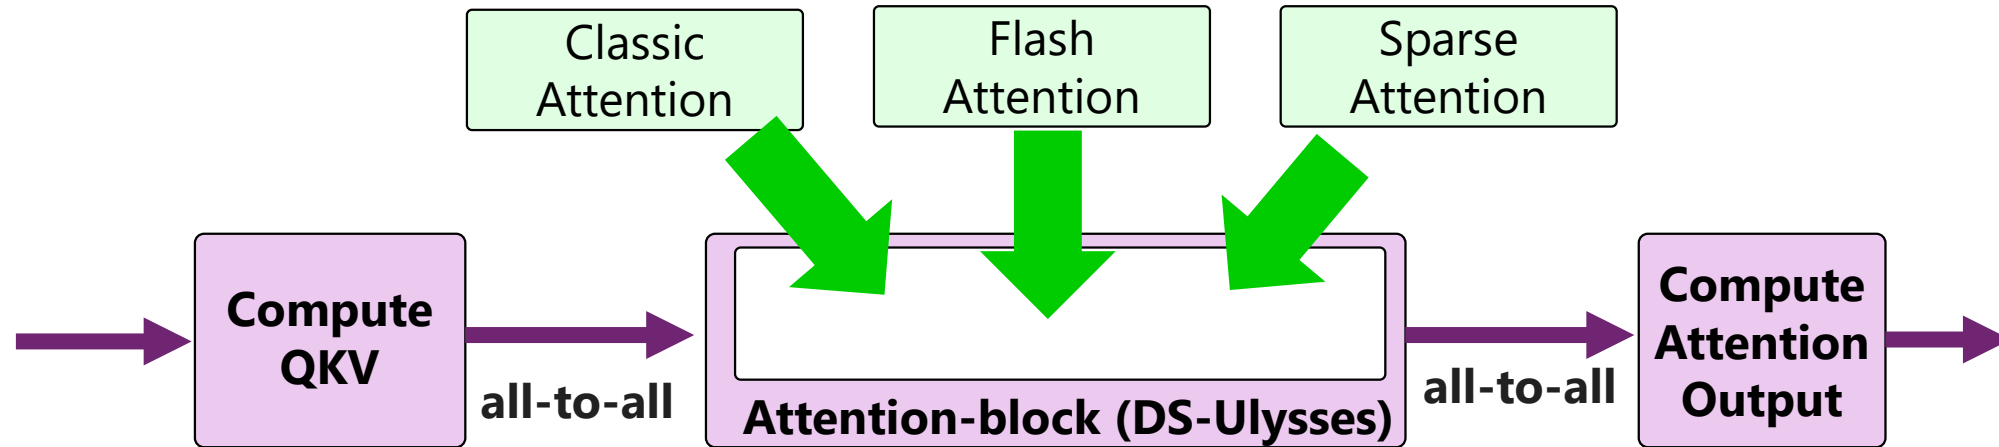 Classic
Attention
Flash
Attention
Sparse
Attention
Compute
QKV
all-to-all
Attention-block (DS-Ulysses)
all-to-all
Compute
Attention
Output